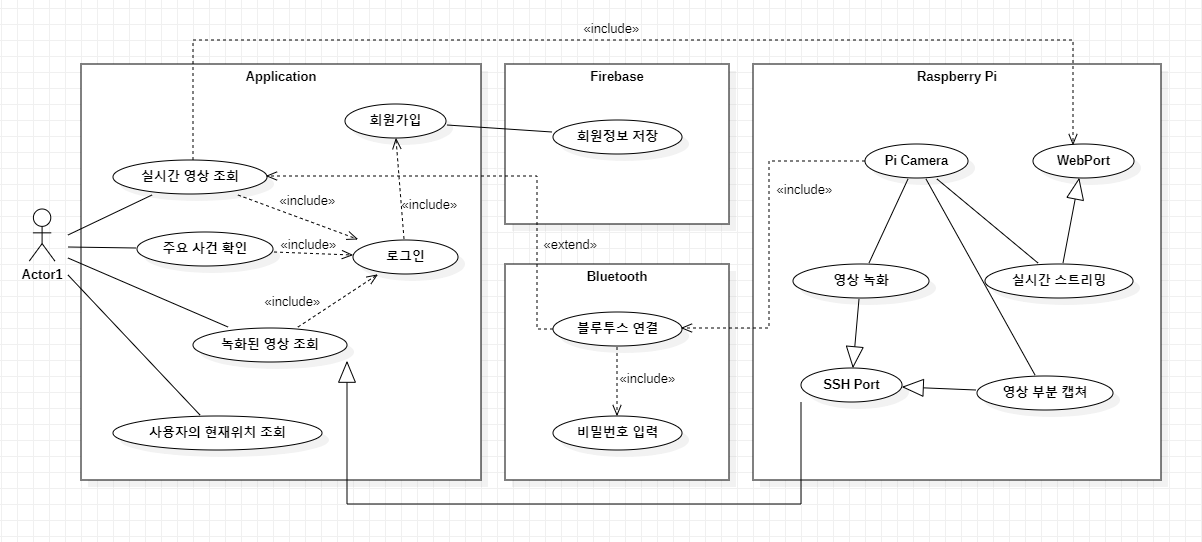 «include»
Application
Firebase
Raspberry Pi
회원가입
회원정보 저장
Pi Camera
WebPort
실시간 영상 조회
«include»
«include»
«include»
주요 사건 확인
«include»
«extend»
로그인
Actor1
Bluetooth
영상 녹화
실시간 스트리밍
«include»
블루투스 연결
녹화된 영상 조회
«include»
SSH Port
영상 부분 캡쳐
사용자의 현재위치 조회
비밀번호 입력